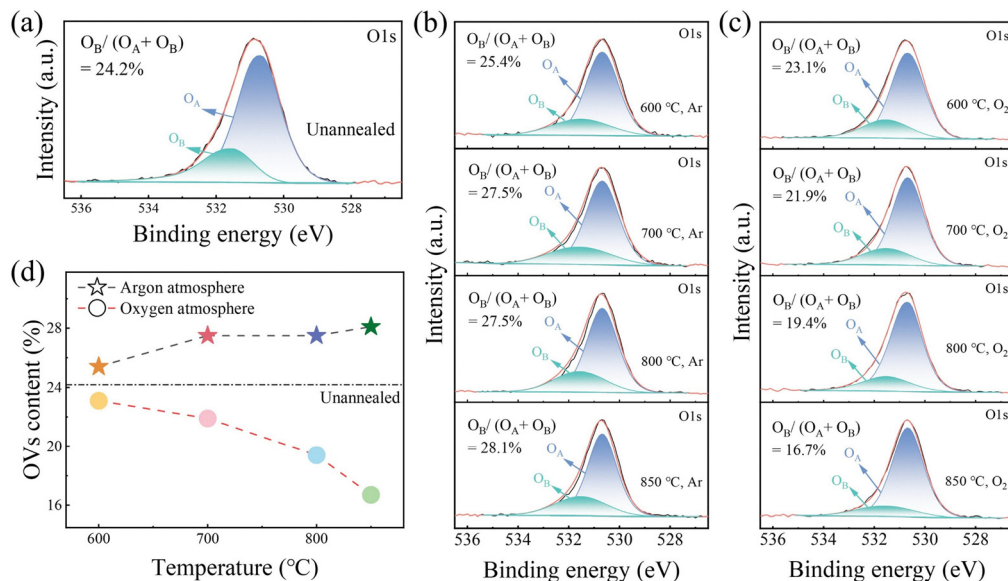 (a)
O_B/ (O_A+ O_B)
= 24.2%
O1s
O_A
O_B
Unannealed
Intensity (a.u.)
536 534 532 530 528
Binding energy (eV)
(b)
O_B/ (O_A+ O_B)
= 25.4%
O1s
O_A
O_B
600 ℃, Ar
O_B/ (O_A+ O_B)
= 27.5%
O1s
O_A
O_B
700 ℃, Ar
O_B/ (O_A+ O_B)
= 27.5%
O1s
O_A
O_B
800 ℃, Ar
O_B/ (O_A+ O_B)
= 28.1%
O1s
O_A
O_B
850 ℃, Ar
Intensity (a.u.)
536 534 532 530 528
Binding energy (eV)
(c)
O_B/ (O_A+ O_B)
= 23.1%
O1s
O_A
O_B
600 ℃, O₂
O_B/ (O_A+ O_B)
= 21.9%
O1s
O_A
O_B
700 ℃, O₂
O_B/ (O_A+ O_B)
= 19.4%
O1s
O_A
O_B
800 ℃, O₂
O_B/ (O_A+ O_B)
= 16.7%
O1s
O_A
O_B
850 ℃, O₂
Intensity (a.u.)
536 534 532 530 528
Binding energy (eV)
(d)
Argon atmosphere
Oxygen atmosphere
Unannealed
OVs content (%)
28
24
20
16
600 700 800
Temperature (℃)